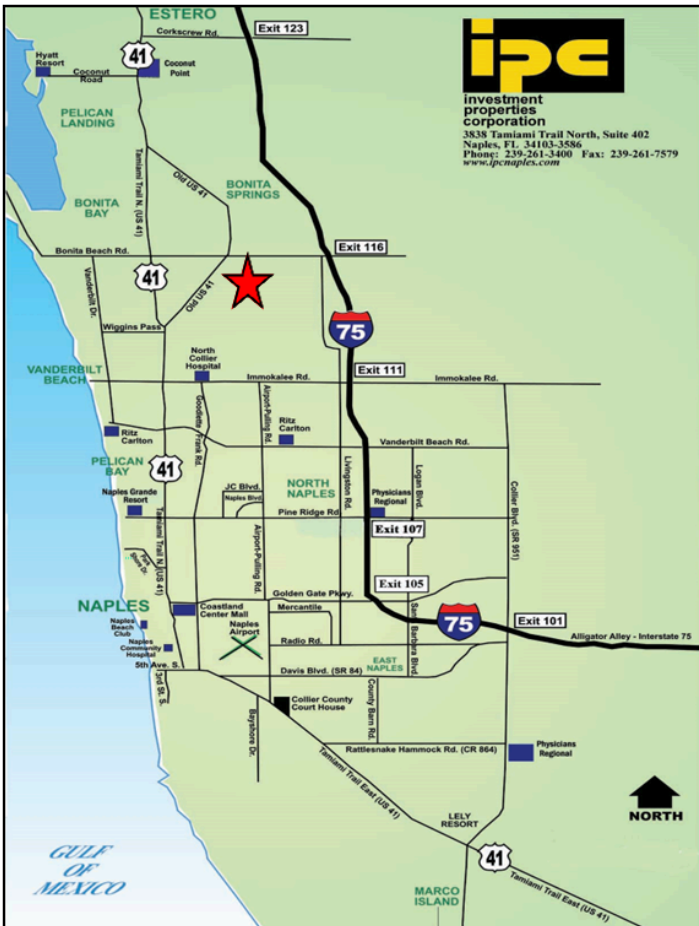 ESTERO
Exit 123
Corkscrew Rd.
41
Hyatt
Resort
Coconut
Road
Coconut
Point
ipc
investment
properties
corporation
3838 Tamiami Trail North, Suite 402
Naples, FL 34103-3586
Phone: 239-261-3400 Fax: 239-261-7579
www.ipcnaples.com
PELICAN
LANDING
Tamiami Trail N. (US 41)
Old US 41
BONITA
SPRINGS
BONITA
BAY
Bonita Beach Rd.
Exit 116
41
Old US 41
Vanderbilt Dr.
Wiggins Pass
75
North
Collier
Hospital
Exit 111
VANDERBILT
BEACH
Immokalee Rd.
Immokalee Rd.
Goodlette Frank Rd.
Airport-Pulling Rd.
Ritz
Carlton
Ritz
Carlton
Vanderbilt Beach Rd.
PELICAN
BAY
41
Livingston Rd.
Logan Blvd.
Collier Blvd. (SR 951)
NORTH
NAPLES
JC Blvd.
Naples Blvd.
Naples Grande
Resort
Physicians
Regional
Pine Ridge Rd.
Exit 107
Tamiami Trail N. (US 41)
Airport-Pulling Rd.
Park
Shore Dr.
Exit 105
Golden Gate Pkwy.
NAPLES
Coastland
Center Mall
Mercantile
Santa Barbara Blvd.
75
Exit 101
Naples
Beach
Club
Naples
Airport
Radio Rd.
Alligator Alley - Interstate 75
Naples
Community
Hospital
5th Ave. S.
EAST
NAPLES
Davis Blvd. (SR 84)
3rd St. S.
Bayshore Dr.
Collier County
Court House
County Barn Rd.
Rattlesnake Hammock Rd. (CR 864)
Physicians
Regional
Tamiami Trail East (US 41)
LELY
RESORT
NORTH
41
GULF
OF
MEXICO
MARCO
ISLAND
Tamiami Trail East (US 41)